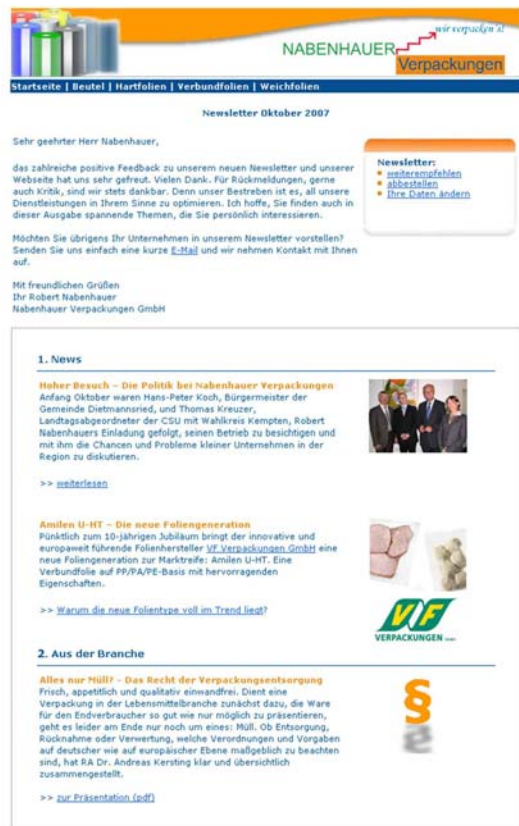 wir verpacken's!
NABENHAUER
Verpackungen
Startseite | Beutel | Hartfolien | Verbundfolien | Weichfolien
Newsletter Oktober 2007
Sehr geehrter Herr Nabenhauer,
das zahlreiche positive Feedback zu unserem neuen Newsletter und unserer
Webseite hat uns sehr gefreut. Vielen Dank. Für Rückmeldungen, gerne
auch Kritik, sind wir stets dankbar. Denn unser Bestreben ist es, all unsere
Dienstleistungen in Ihrem Sinne zu optimieren. Ich hoffe, Sie finden auch in
dieser Ausgabe spannende Themen, die Sie persönlich interessieren.
Möchten Sie übrigens Ihr Unternehmen in unserem Newsletter vorstellen?
Senden Sie uns einfach eine kurze E-Mail und wir nehmen Kontakt mit Ihnen
auf.
Mit freundlichen Grüßen
Ihr Robert Nabenhauer
Nabenhauer Verpackungen GmbH
Newsletter:
weiterempfehlen
abbestellen
Ihre Daten ändern
1. News
Hoher Besuch – Die Politik bei Nabenhauer Verpackungen
Anfang Oktober waren Hans-Peter Koch, Bürgermeister der
Gemeinde Dietmannsried, und Thomas Kreuzer,
Landtagsabgeordneter der CSU mit Wahlkreis Kempten, Robert
Nabenhauers Einladung gefolgt, seinen Betrieb zu besichtigen und
mit ihm die Chancen und Probleme kleiner Unternehmen in der
Region zu diskutieren.
>> weiterlesen
Amilen U-HT – Die neue Foliengeneration
Pünktlich zum 10-jährigen Jubiläum bringt der innovative und
europaweit führende Folienhersteller VF Verpackungen GmbH eine
neue Foliengeneration zur Marktreife: Amilen U-HT. Eine
Verbundfolie auf PP/PA/PE-Basis mit hervorragenden
Eigenschaften.
>> Warum die neue Folientype voll im Trend liegt?
VF
VERPACKUNGEN GmbH
2. Aus der Branche
Alles nur Müll? – Das Recht der Verpackungsentsorgung
Frisch, appetitlich und qualitativ einwandfrei. Dient eine
Verpackung in der Lebensmittelbranche zunächst dazu, die Ware
für den Endverbraucher so gut wie nur möglich zu präsentieren,
geht es leider am Ende nur noch um eines: Müll. Ob Entsorgung,
Rücknahme oder Verwertung, welche Verordnungen und Vorgaben
auf deutscher wie auf europäischer Ebene maßgeblich zu beachten
sind, hat RA Dr. Andreas Kersting klar und übersichtlich
zusammengestellt.
>> zur Präsentation (pdf)
§